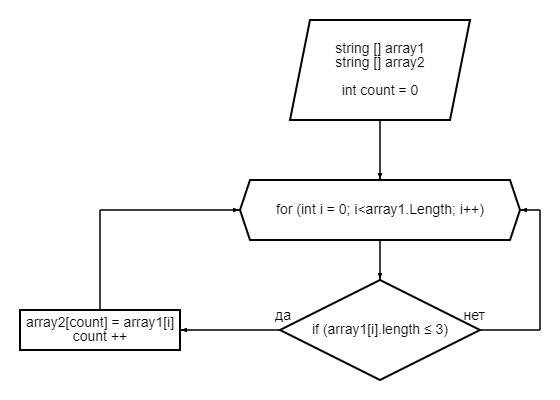 string [] array1
string [] array2
int count = 0
for (int i = 0; i<array1.Length; i++)
да
нет
if (array1[i].length ≤ 3)
array2[count] = array1[i]
count ++